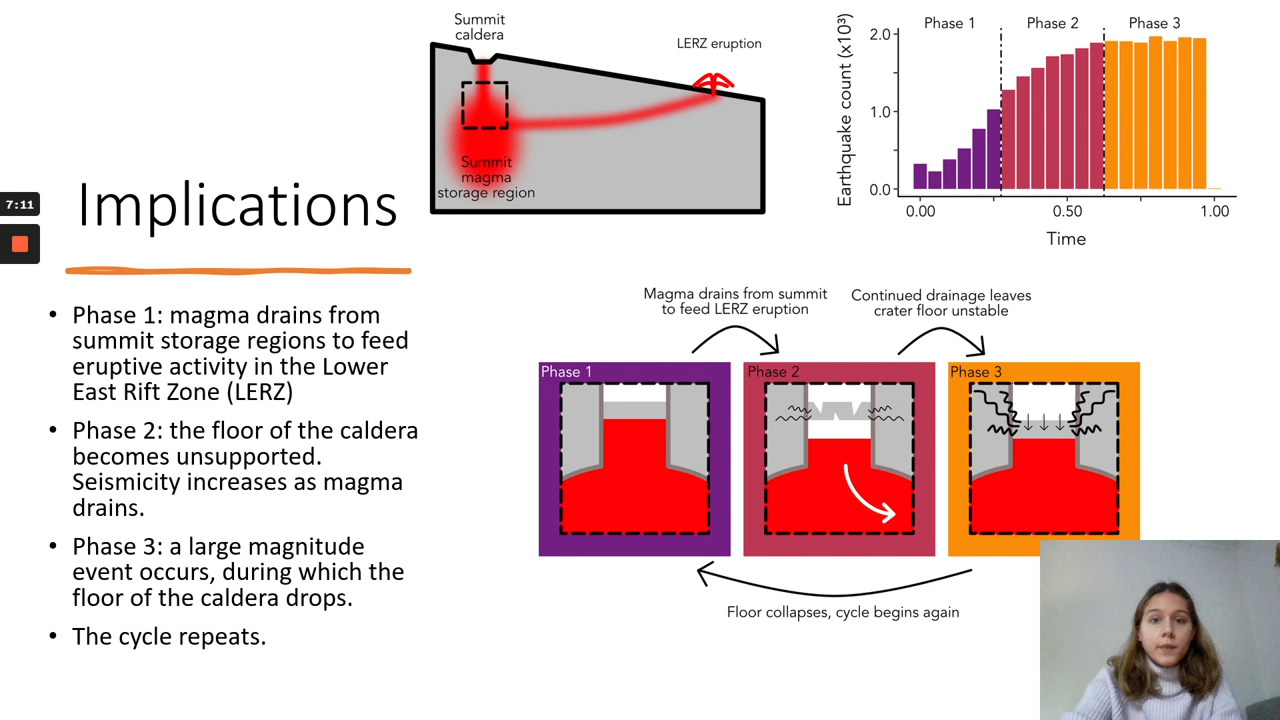 Summit
caldera
LERZ eruption
Summit
magma
storage region
Phase 1
Phase 2
Phase 3
Earthquake count (x10³)
2.0
1.0
0.0
0.00
0.50
1.00
Time
7:11
Implications
• Phase 1: magma drains from
summit storage regions to feed
eruptive activity in the Lower
East Rift Zone (LERZ)
• Phase 2: the floor of the caldera
becomes unsupported.
Seismicity increases as magma
drains.
• Phase 3: a large magnitude
event occurs, during which the
floor of the caldera drops.
• The cycle repeats.
Magma drains from summit
to feed LERZ eruption
Continued drainage leaves
crater floor unstable
Phase 1
Phase 2
Phase 3
Floor collapses, cycle begins again